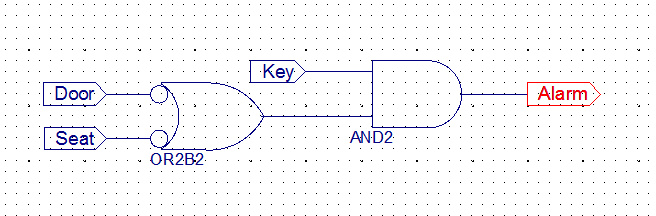 Key
Door
Alarm
Seat
AND2
OR2B2